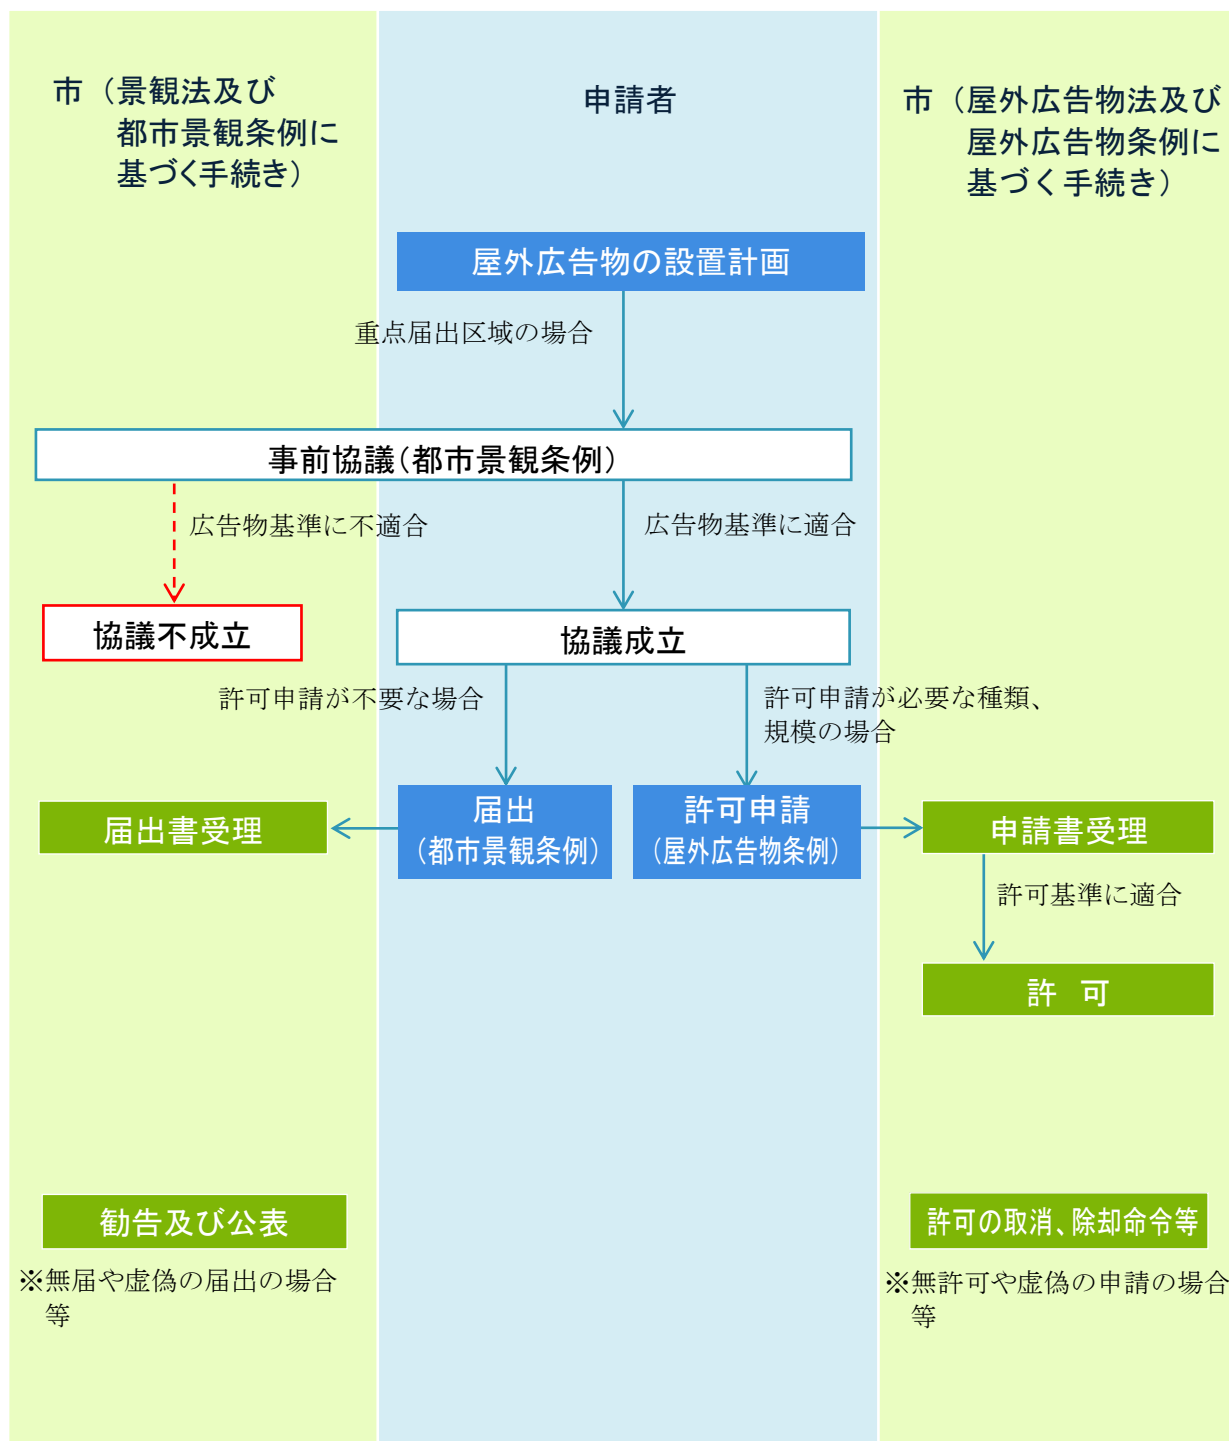 市（景観法及び
都市景観条例に
基づく手続き）
申請者
市（屋外広告物法及び
屋外広告物条例に
基づく手続き）
屋外広告物の設置計画
重点届出区域の場合
事前協議（都市景観条例）
広告物基準に不適合
広告物基準に適合
協議不成立
協議成立
許可申請が不要な場合
許可申請が必要な種類、
規模の場合
届出書受理
届出
（都市景観条例）
許可申請
（屋外広告物条例）
申請書受理
許可基準に適合
許　可
勧告及び公表
※無届や虚偽の届出の場合
等
許可の取消、除却命令等
※無許可や虚偽の申請の場合
等